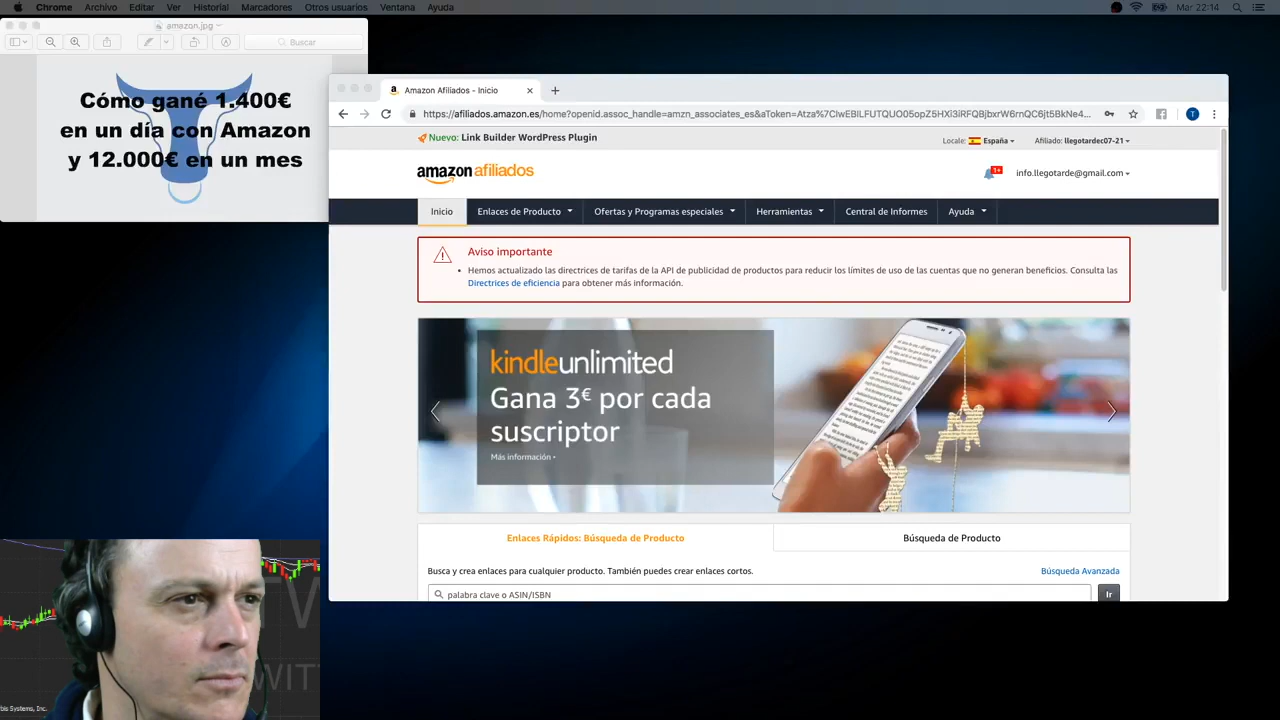 Chrome Archivo Editar Ver Historial Marcadores Otros usuarios Ventana Ayuda
Mar 22:14
amazon.jpg
Buscar
Cómo gané 1.400€
en un día con Amazon
y 12.000€ en un mes
Amazon Afiliados - Inicio
https://afiliados.amazon.es/home?openid.assoc_handle=amzn_associates_es&aToken=Atza%7CIwEBILFUTQUO05opZ5HXi3iRFQBjbxrW6rnQC6jt5BkNe4...
T
Nuevo: Link Builder WordPress Plugin
Locale: España
Afiliado: llegotardec07-21
amazon afiliados
1+
info.llegotarde@gmail.com
Inicio
Enlaces de Producto
Ofertas y Programas especiales
Herramientas
Central de Informes
Ayuda
Aviso importante
Hemos actualizado las directrices de tarifas de la API de publicidad de productos para reducir los límites de uso de las cuentas que no generan beneficios. Consulta las
Directrices de eficiencia para obtener más información.
kindleunlimited
Gana 3€ por cada
suscriptor
Más información
Enlaces Rápidos: Búsqueda de Producto
Búsqueda de Producto
Busca y crea enlaces para cualquier producto. También puedes crear enlaces cortos.
Búsqueda Avanzada
palabra clave o ASIN/ISBN
Ir
TV
WITT
bis Systems, Inc.